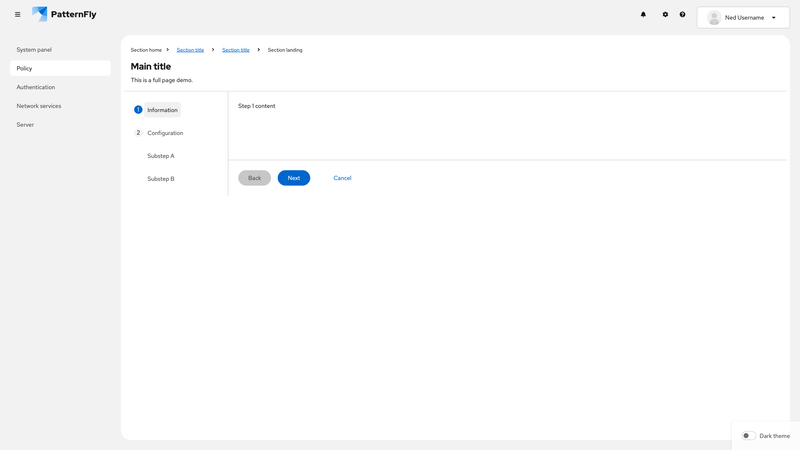 PatternFly
Ned Username
System panel
Policy
Authentication
Network services
Server
Section home Section title Section title Section landing
Main title
This is a full page demo.
1 Information
2 Configuration
Substep A
Substep B
Step 1 content
Back Next Cancel
Dark theme